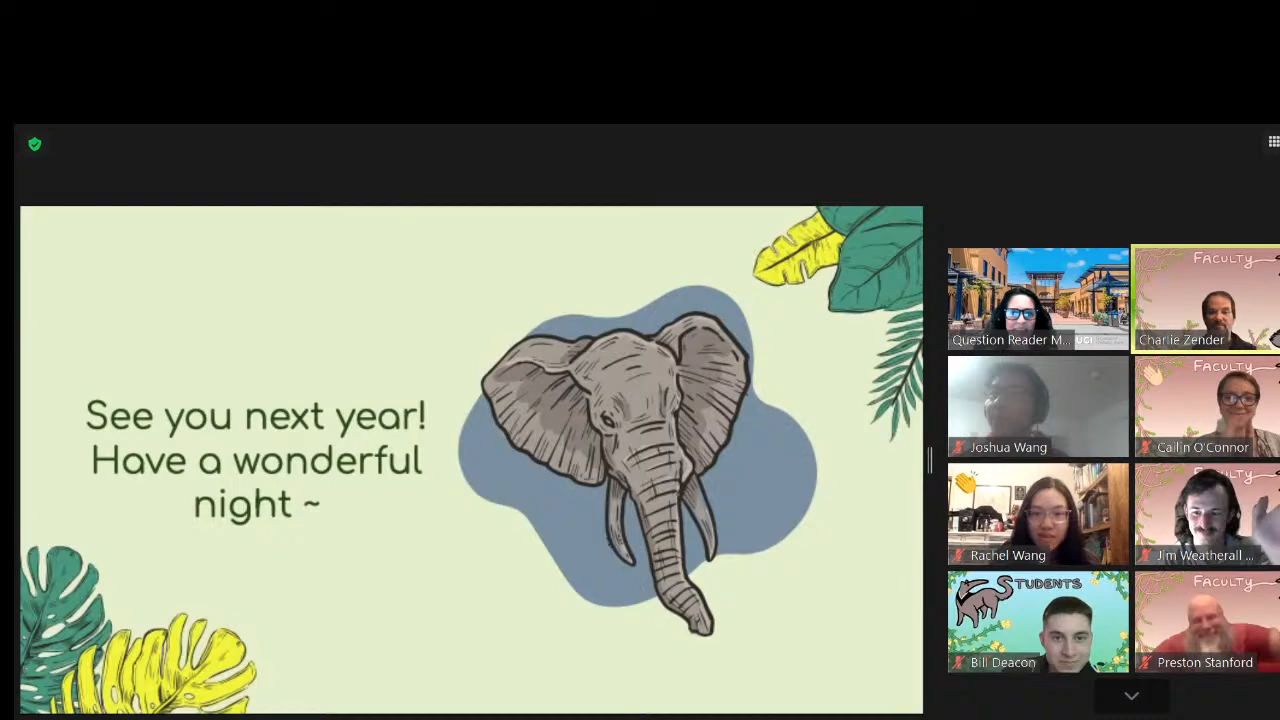 See you next year!
Have a wonderful
night ~
FACULTY
Question Reader M...
UCI
Charlie Zender
FACULTY
Joshua Wang
Cailin O'Connor
FACULTY
Rachel Wang
Jim Weatherall ...
STUDENTS
FACULTY
Bill Deacon
Preston Stanford